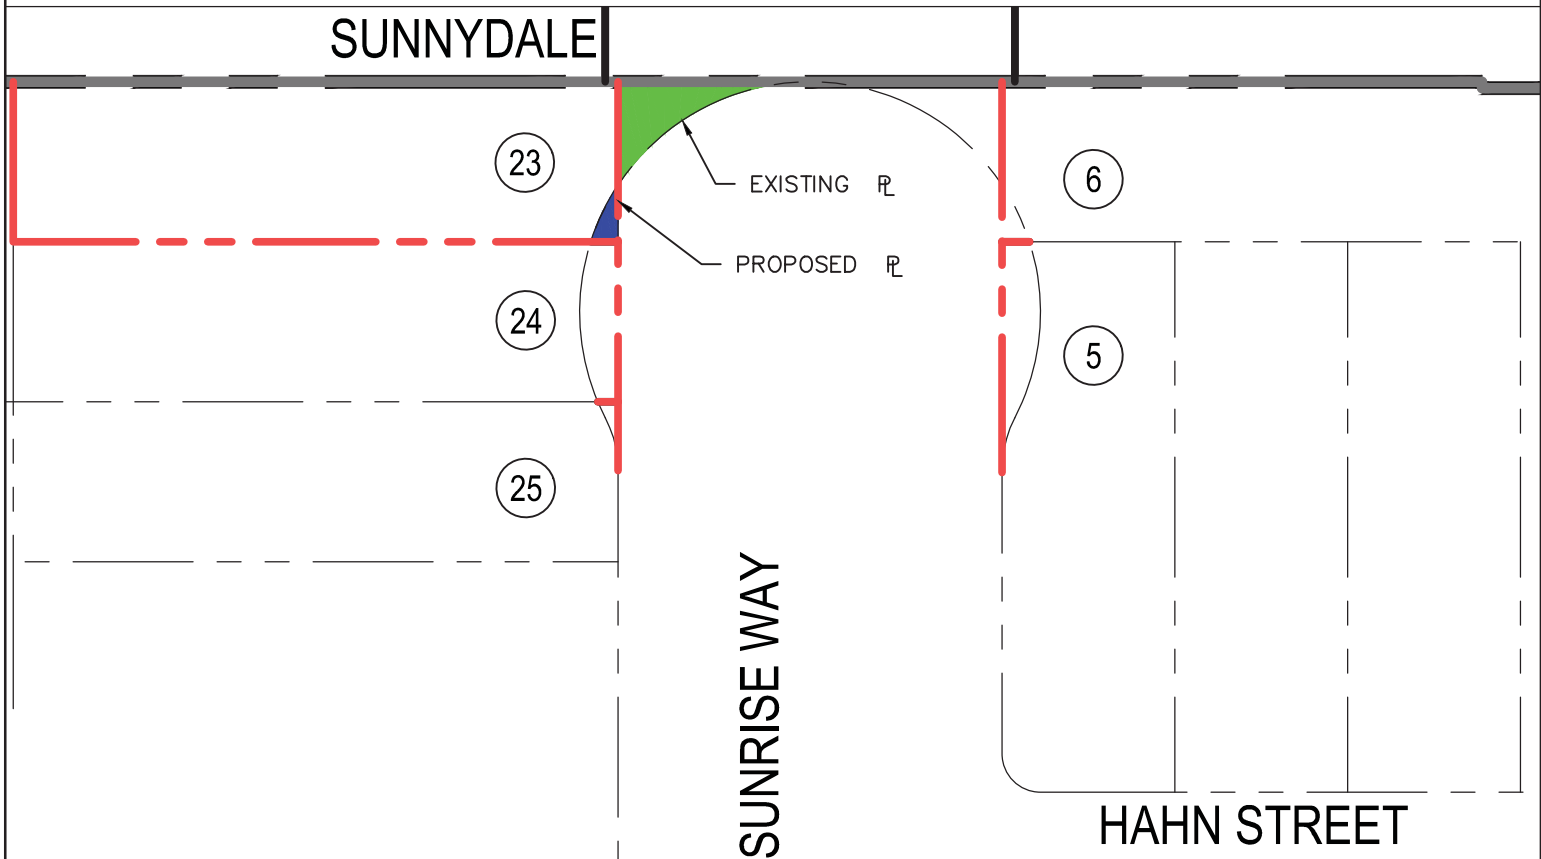 SUNNYDALE
23
6
EXISTING ⅊
PROPOSED ⅊
24
5
25
SUNRISE WAY
HAHN STREET